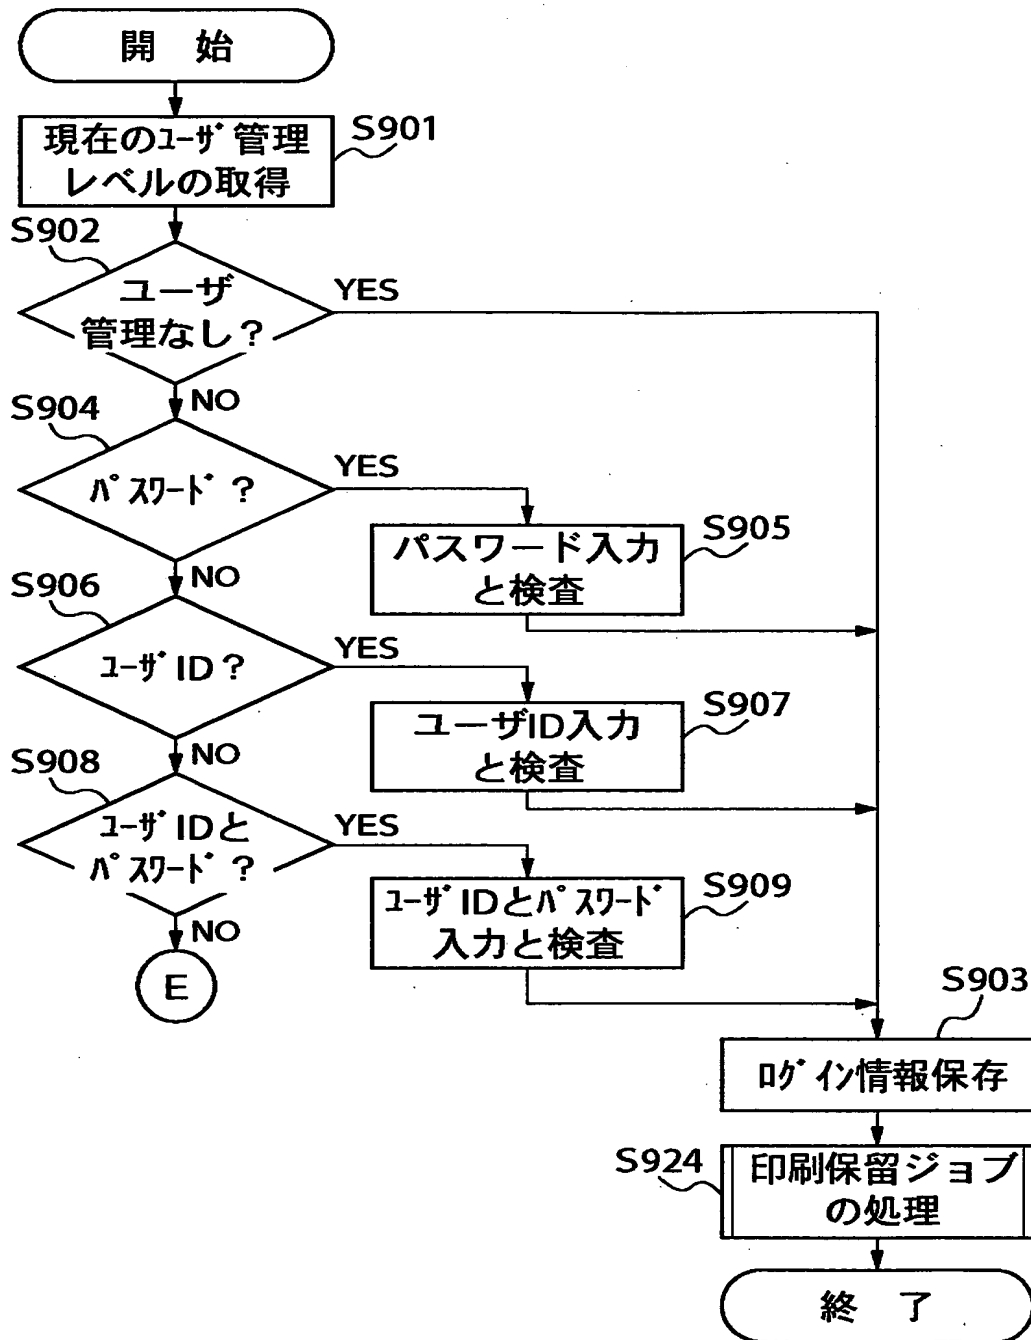 開 始
現在のﾕｰｻﾞ管理
レベルの取得
S901
S902
ユーザ
管理なし？
YES
NO
S904
ﾊﾟｽﾜｰﾄﾞ？
YES
パスワード入力
と検査
S905
NO
S906
ﾕｰｻﾞID？
YES
ユーザID入力
と検査
S907
NO
S908
ﾕｰｻﾞIDと
ﾊﾟｽﾜｰﾄﾞ？
YES
ﾕｰｻﾞIDとﾊﾟｽﾜｰﾄﾞ
入力と検査
S909
NO
E
S903
ﾛｸﾞｲﾝ情報保存
S924
印刷保留ジョブ
の処理
終 了